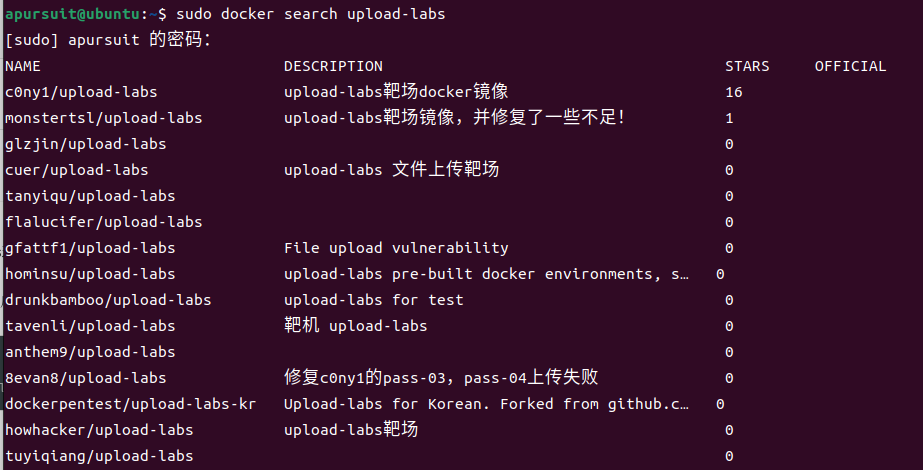 apursuit@ubuntu:~$ sudo docker search upload-labs
[sudo] apursuit 的密码：
NAME DESCRIPTION STARS OFFICIAL
c0ny1/upload-labs upload-labs靶场docker镜像 16
monstertsl/upload-labs upload-labs靶场镜像，并修复了一些不足！ 1
glzjin/upload-labs 0
cuer/upload-labs upload-labs 文件上传靶场 0
tanyiqu/upload-labs 0
flalucifer/upload-labs 0
gfattf1/upload-labs File upload vulnerability 0
hominsu/upload-labs upload-labs pre-built docker environments, s… 0
drunkbamboo/upload-labs upload-labs for test 0
tavenli/upload-labs 靶机 upload-labs 0
anthem9/upload-labs 0
8evan8/upload-labs 修复c0ny1的pass-03，pass-04上传失败 0
dockerpentest/upload-labs-kr Upload-labs for Korean. Forked from github.c… 0
howhacker/upload-labs upload-labs靶场 0
tuyiqiang/upload-labs 0